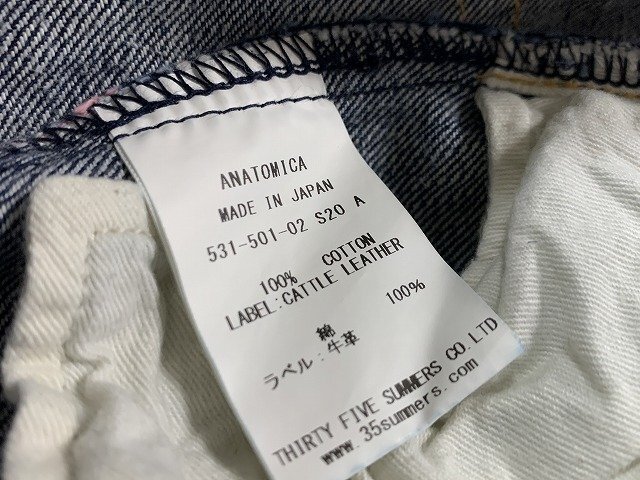 ANATOMICA
MADE IN JAPAN
531-501-02 S20 A
100% COTTON
LABEL:CATTLE LEATHER
綿 100%
ラベル:牛革
THIRTY FIVE SUMMERS CO.LTD
www.35summers.com